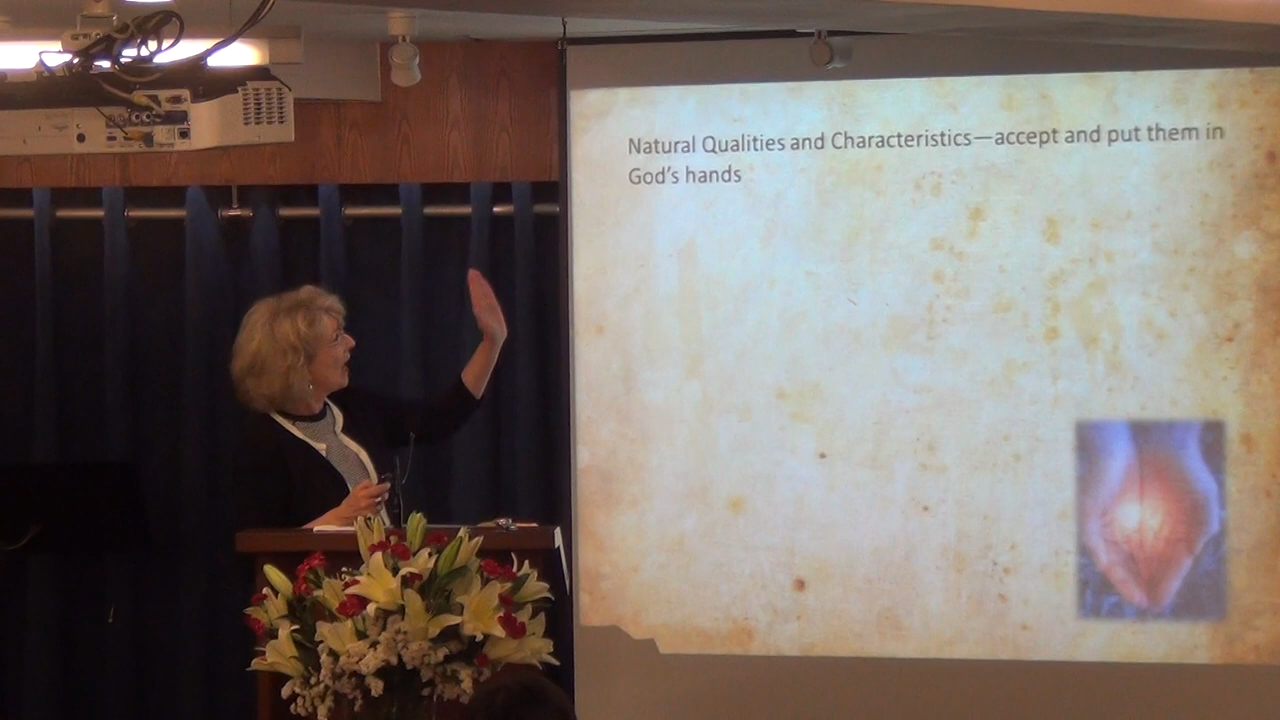 Natural Qualities and Characteristics—accept and put them in
God's hands